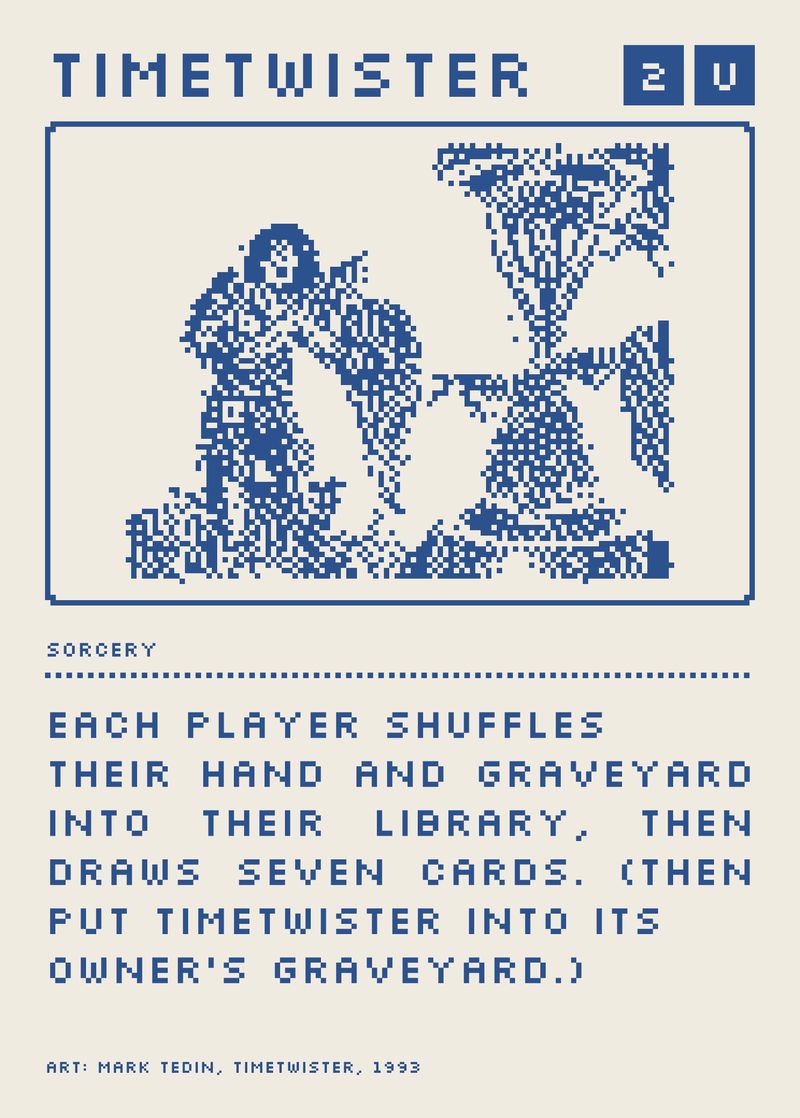 TIMETWISTER 2 U
SORCERY
EACH PLAYER SHUFFLES
THEIR HAND AND GRAVEYARD
INTO THEIR LIBRARY, THEN
DRAWS SEVEN CARDS. (THEN
PUT TIMETWISTER INTO ITS
OWNER'S GRAVEYARD.)
ART: MARK TEDIN, TIMETWISTER, 1993